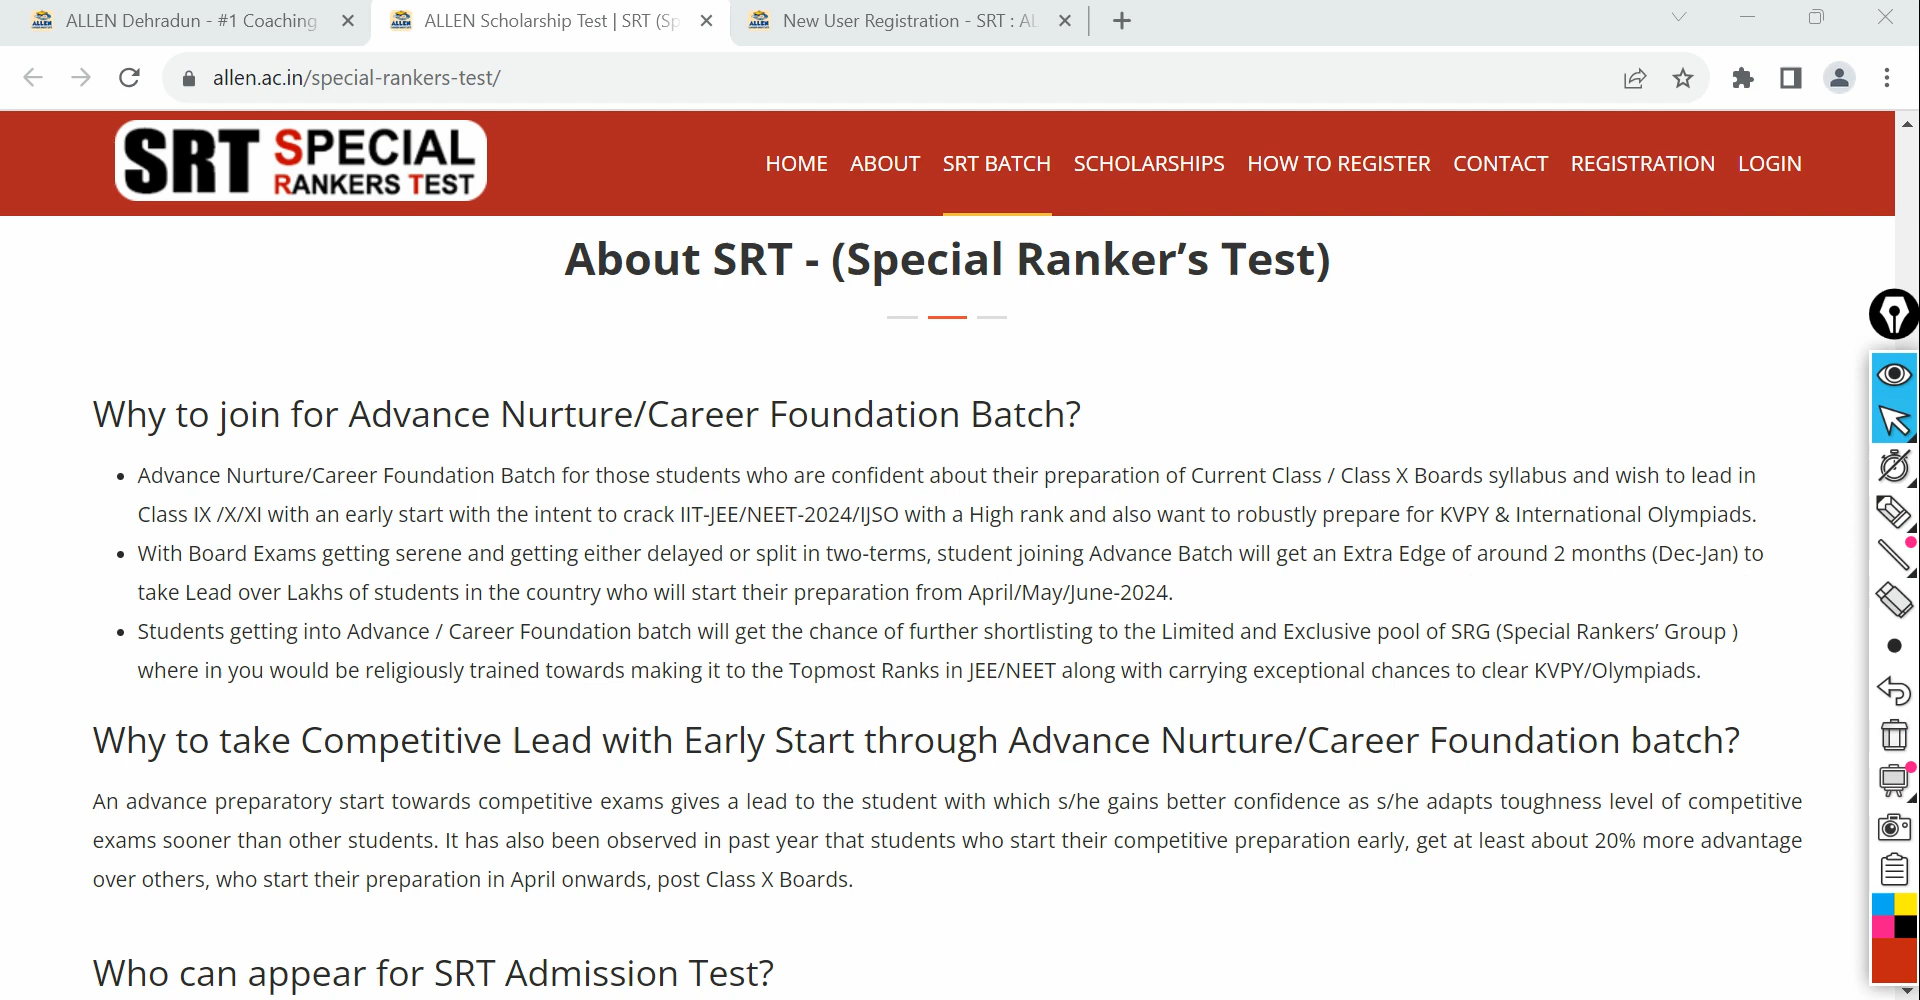 ALLEN Dehradun - #1 Coaching
ALLEN Scholarship Test | SRT (Sp
New User Registration - SRT : AL
allen.ac.in/special-rankers-test/
SRT SPECIAL RANKERS TEST
HOME ABOUT SRT BATCH SCHOLARSHIPS HOW TO REGISTER CONTACT REGISTRATION LOGIN
About SRT - (Special Ranker’s Test)
Why to join for Advance Nurture/Career Foundation Batch?
• Advance Nurture/Career Foundation Batch for those students who are confident about their preparation of Current Class / Class X Boards syllabus and wish to lead in
Class IX /X/XI with an early start with the intent to crack IIT-JEE/NEET-2024/IJSO with a High rank and also want to robustly prepare for KVPY & International Olympiads.
• With Board Exams getting serene and getting either delayed or split in two-terms, student joining Advance Batch will get an Extra Edge of around 2 months (Dec-Jan) to
take Lead over Lakhs of students in the country who will start their preparation from April/May/June-2024.
• Students getting into Advance / Career Foundation batch will get the chance of further shortlisting to the Limited and Exclusive pool of SRG (Special Rankers’ Group )
where in you would be religiously trained towards making it to the Topmost Ranks in JEE/NEET along with carrying exceptional chances to clear KVPY/Olympiads.
Why to take Competitive Lead with Early Start through Advance Nurture/Career Foundation batch?
An advance preparatory start towards competitive exams gives a lead to the student with which s/he gains better confidence as s/he adapts toughness level of competitive
exams sooner than other students. It has also been observed in past year that students who start their competitive preparation early, get at least about 20% more advantage
over others, who start their preparation in April onwards, post Class X Boards.
Who can appear for SRT Admission Test?